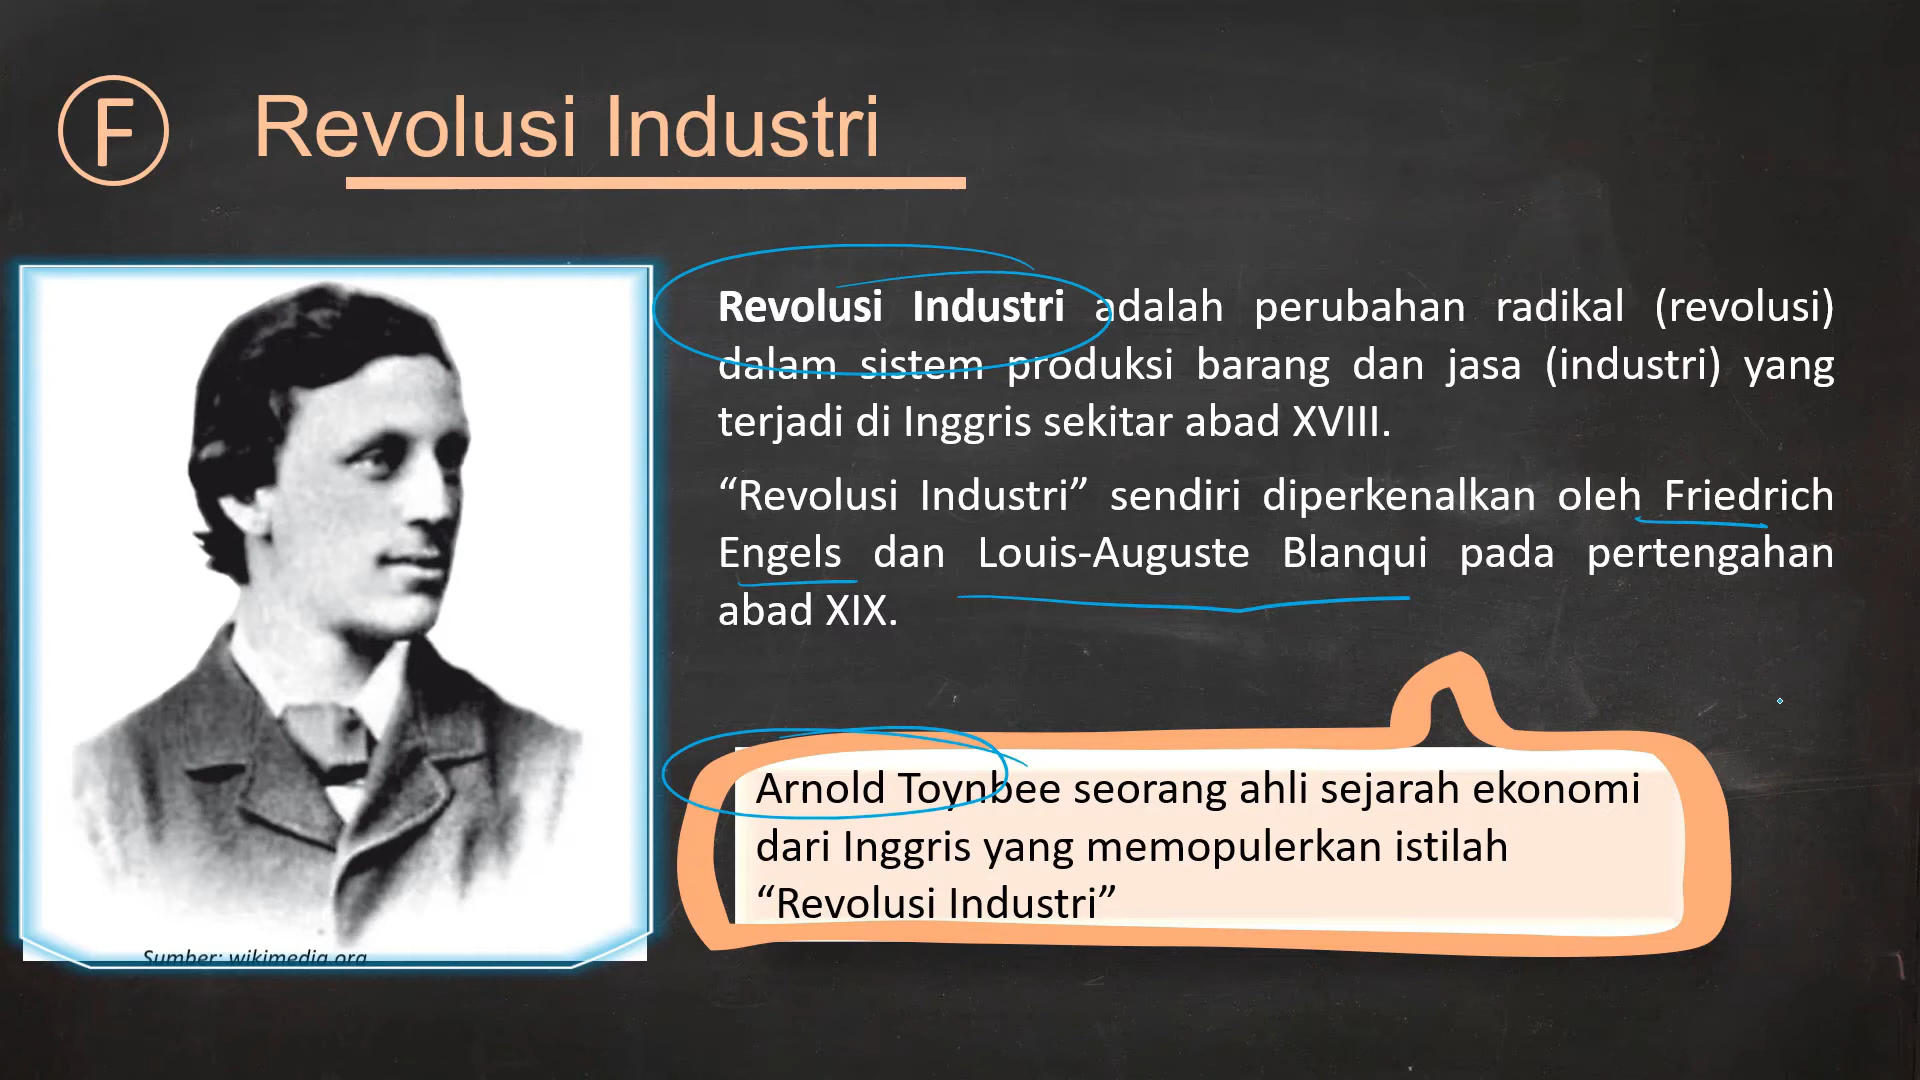 F
Revolusi Industri
Revolusi Industri adalah perubahan radikal (revolusi)
dalam sistem produksi barang dan jasa (industri) yang
terjadi di Inggris sekitar abad XVIII.
“Revolusi Industri” sendiri diperkenalkan oleh Friedrich
Engels dan Louis-Auguste Blanqui pada pertengahan
abad XIX.
Arnold Toynbee seorang ahli sejarah ekonomi
dari Inggris yang memopulerkan istilah
“Revolusi Industri”
Sumber: wikimedia.org